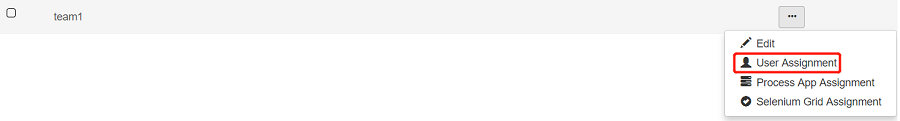 team1
Edit
User Assignment
Process App Assignment
Selenium Grid Assignment